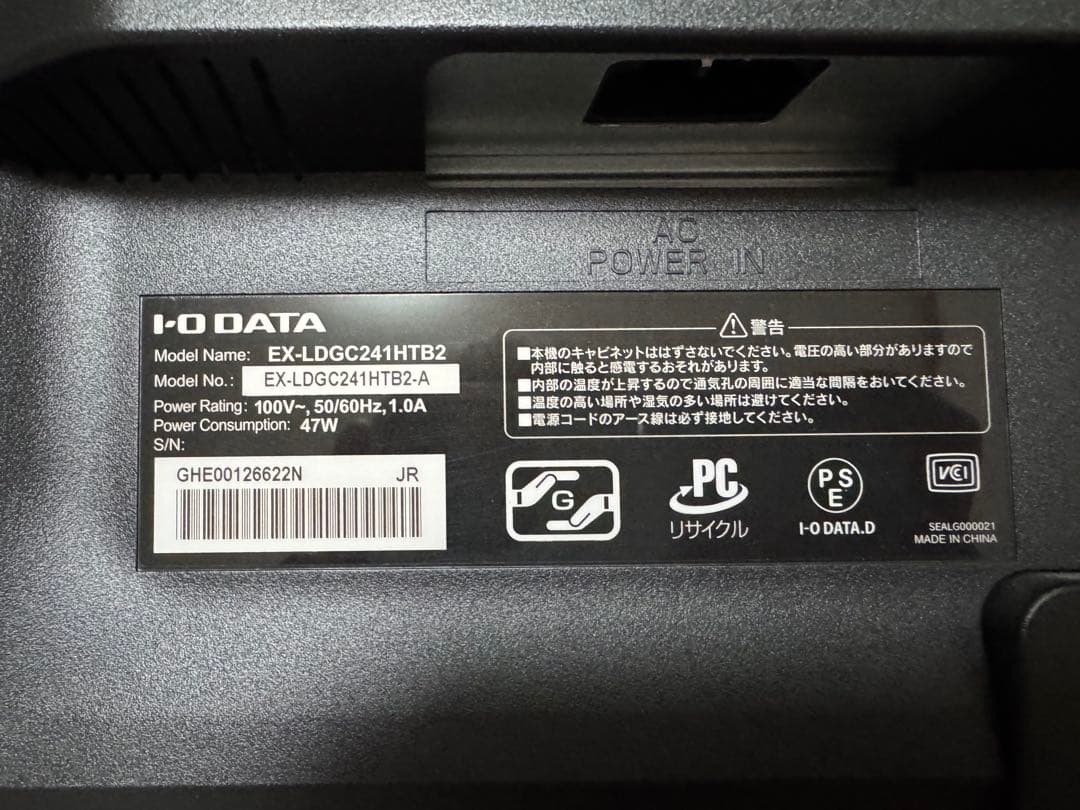 AC
POWER IN
I-O DATA
Model Name: EX-LDGC241HTB2
Model No.: EX-LDGC241HTB2-A
Power Rating: 100V~, 50/60Hz,1.0A
Power Consumption: 47W
S/N:
GHE00126622N JR
⚠警告
■本機のキャビネットははずさないでください。電圧の高い部分がありますので
内部に触ると感電するおそれがあります。
■内部の温度が上昇するので通気孔の周囲に適当な間隔をおいてください。
■温度の高い場所や湿気の多い場所は避けてください。
■電源コードのアース線は必ず接地してください。
G
PC
リサイクル
PS
E
I-O DATA.D
VCI
SEALG000021
MADE IN CHINA